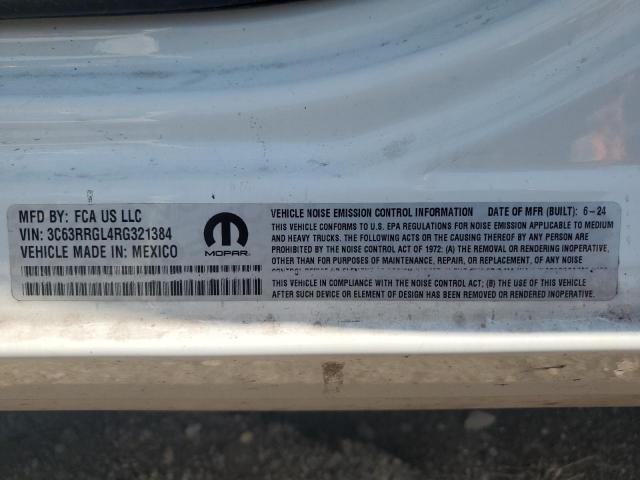 MFD BY: FCA US LLC
VIN: 3C63RRGL4RG321384
VEHICLE MADE IN: MEXICO
MOPAR
VEHICLE NOISE EMISSION CONTROL INFORMATION DATE OF MFR (BUILT): 6-24
THIS VEHICLE CONFORMS TO U.S. EPA REGULATIONS FOR NOISE EMISSION APPLICABLE TO MEDIUM
AND HEAVY TRUCKS. THE FOLLOWING ACTS OR THE CAUSING THEREOF BY ANY PERSON
ARE PROHIBITED BY THE NOISE CONTROL ACT OF 1972: (A) THE REMOVAL OR RENDERING INOPERATIVE,
OTHER THAN FOR PURPOSES OF MAINTENANCE, REPAIR, OR REPLACEMENT, OF ANY NOISE
THIS VEHICLE IN COMPLIANCE WITH THE NOISE CONTROL ACT; (B) THE USE OF THIS VEHICLE
AFTER SUCH DEVICE OR ELEMENT OF DESIGN HAS BEEN REMOVED OR RENDERED INOPERATIVE.